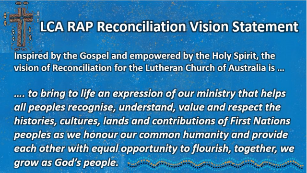 LCA RAP Reconciliation Vision Statement
Inspired by the Gospel and empowered by the Holy Spirit, the
vision of Reconciliation for the Lutheran Church of Australia is ...
.... to bring to life an expression of our ministry that helps
all peoples recognise, understand, value and respect the
histories, cultures, lands and contributions of First Nations
peoples as we honour our common humanity and provide
each other with equal opportunity to flourish, together, we
grow as God's people.